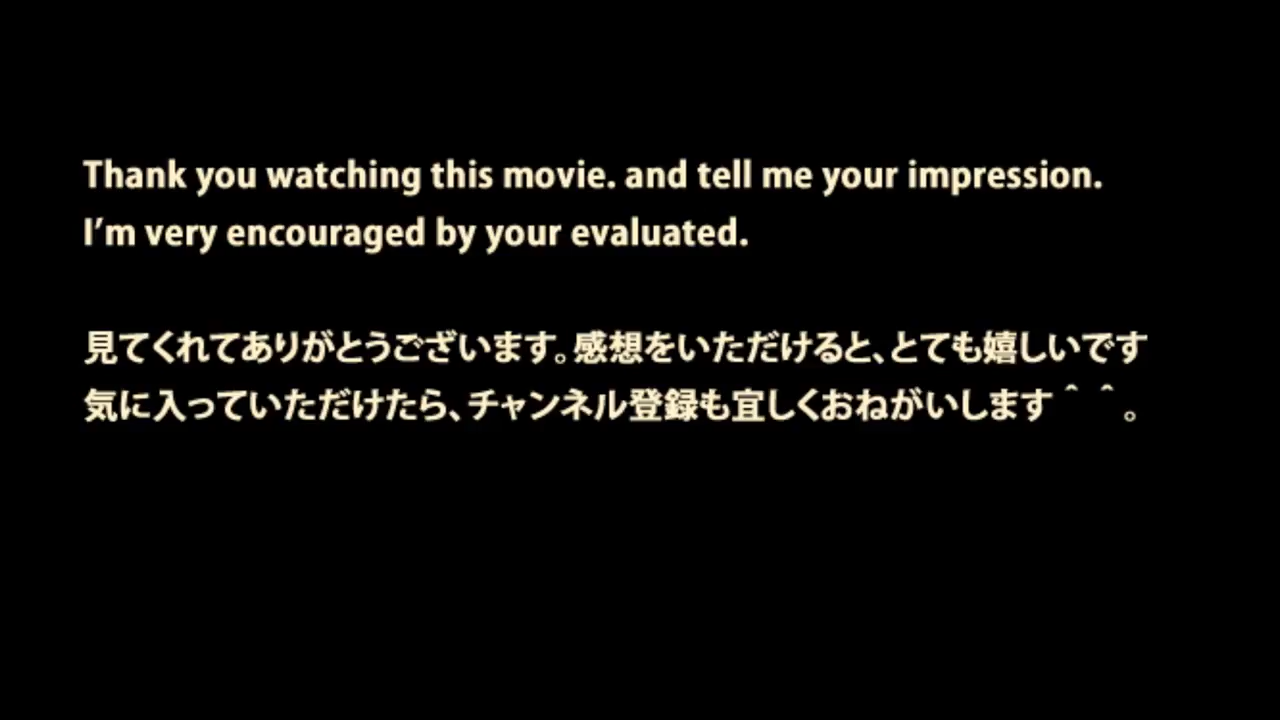 Thank you watching this movie. and tell me your impression.
I’m very encouraged by your evaluated.
見てくれてありがとうございます。感想をいただけると、とても嬉しいです
気に入っていただけたら、チャンネル登録も宜しくおねがいします＾＾。